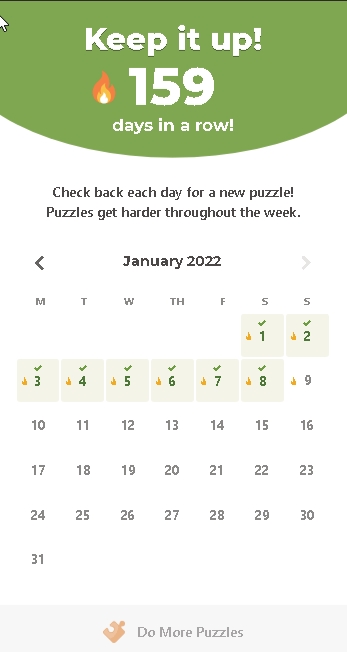 Keep it up!
159
days in a row!
Check back each day for a new puzzle!
Puzzles get harder throughout the week.
January 2022
M T W TH F S S
1 2
3 4 5 6 7 8 9
10 11 12 13 14 15 16
17 18 19 20 21 22 23
24 25 26 27 28 29 30
31
Do More Puzzles